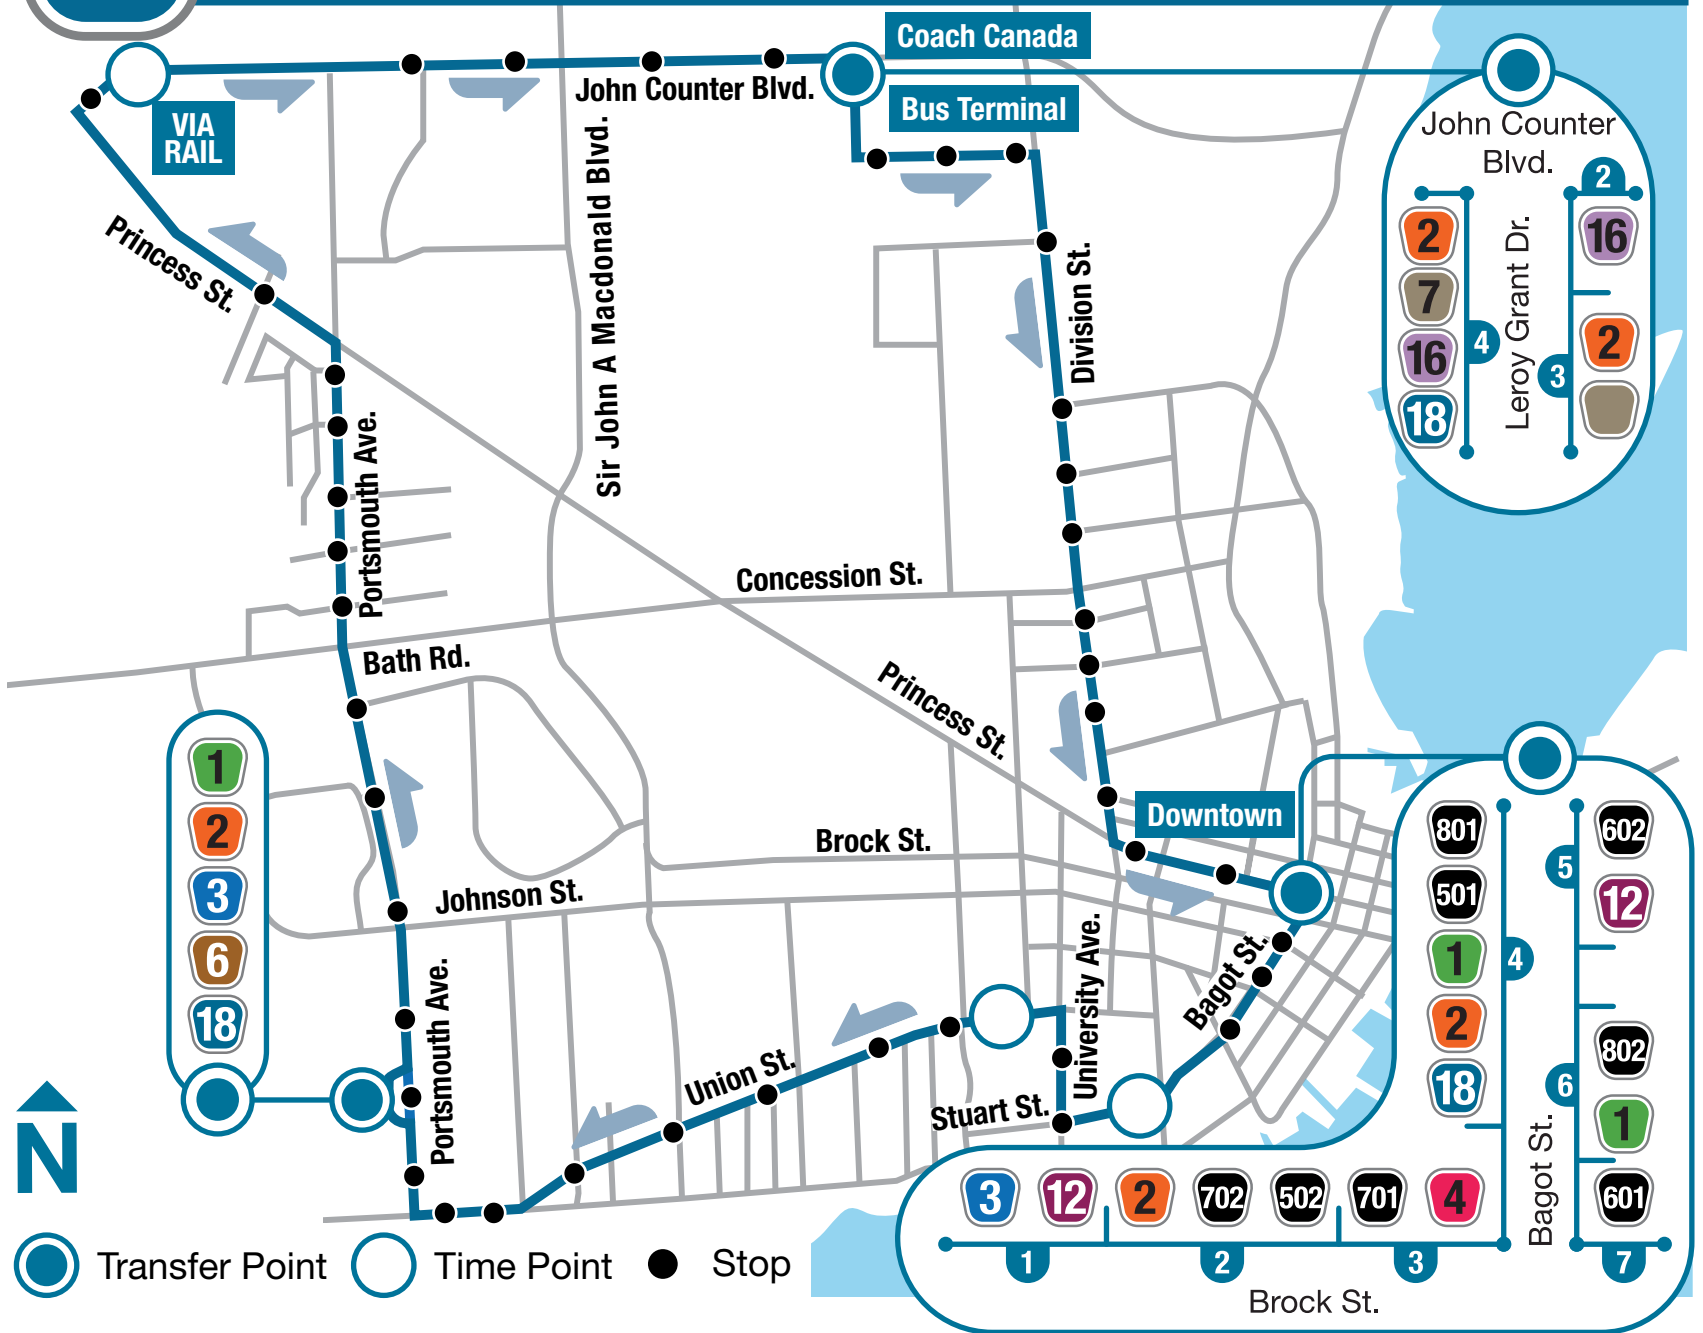 Coach Canada
Bus Terminal
John Counter Blvd.
VIA
RAIL
Princess St.
Sir John A Macdonald Blvd.
Division St.
Portsmouth Ave.
Concession St.
Bath Rd.
Princess St.
Downtown
Brock St.
Johnson St.
University Ave.
Bagot St.
Union St.
Stuart St.
Portsmouth Ave.
John Counter
Blvd.
2
2
7
16
18
4
Leroy Grant Dr.
16
3
2
1
2
3
6
18
801
501
1
2
18
4
5
602
12
6
802
1
601
Bagot St.
3
12
2
702
502
701
4
1
2
3
7
Brock St.
N
Transfer Point
Time Point
Stop